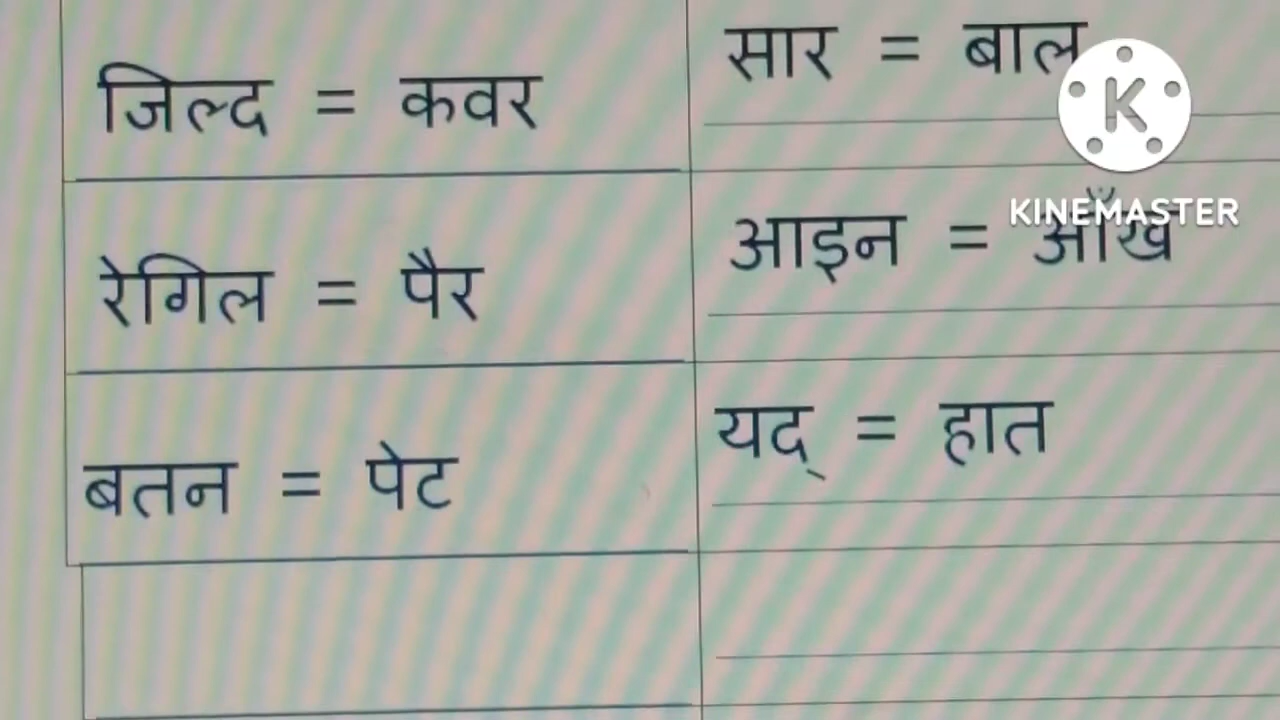 जिल्द = कवर
रेगिल = पैर
बतन = पेट
सार = बाल
आइन = आँख
यद् = हात
KINEMASTER